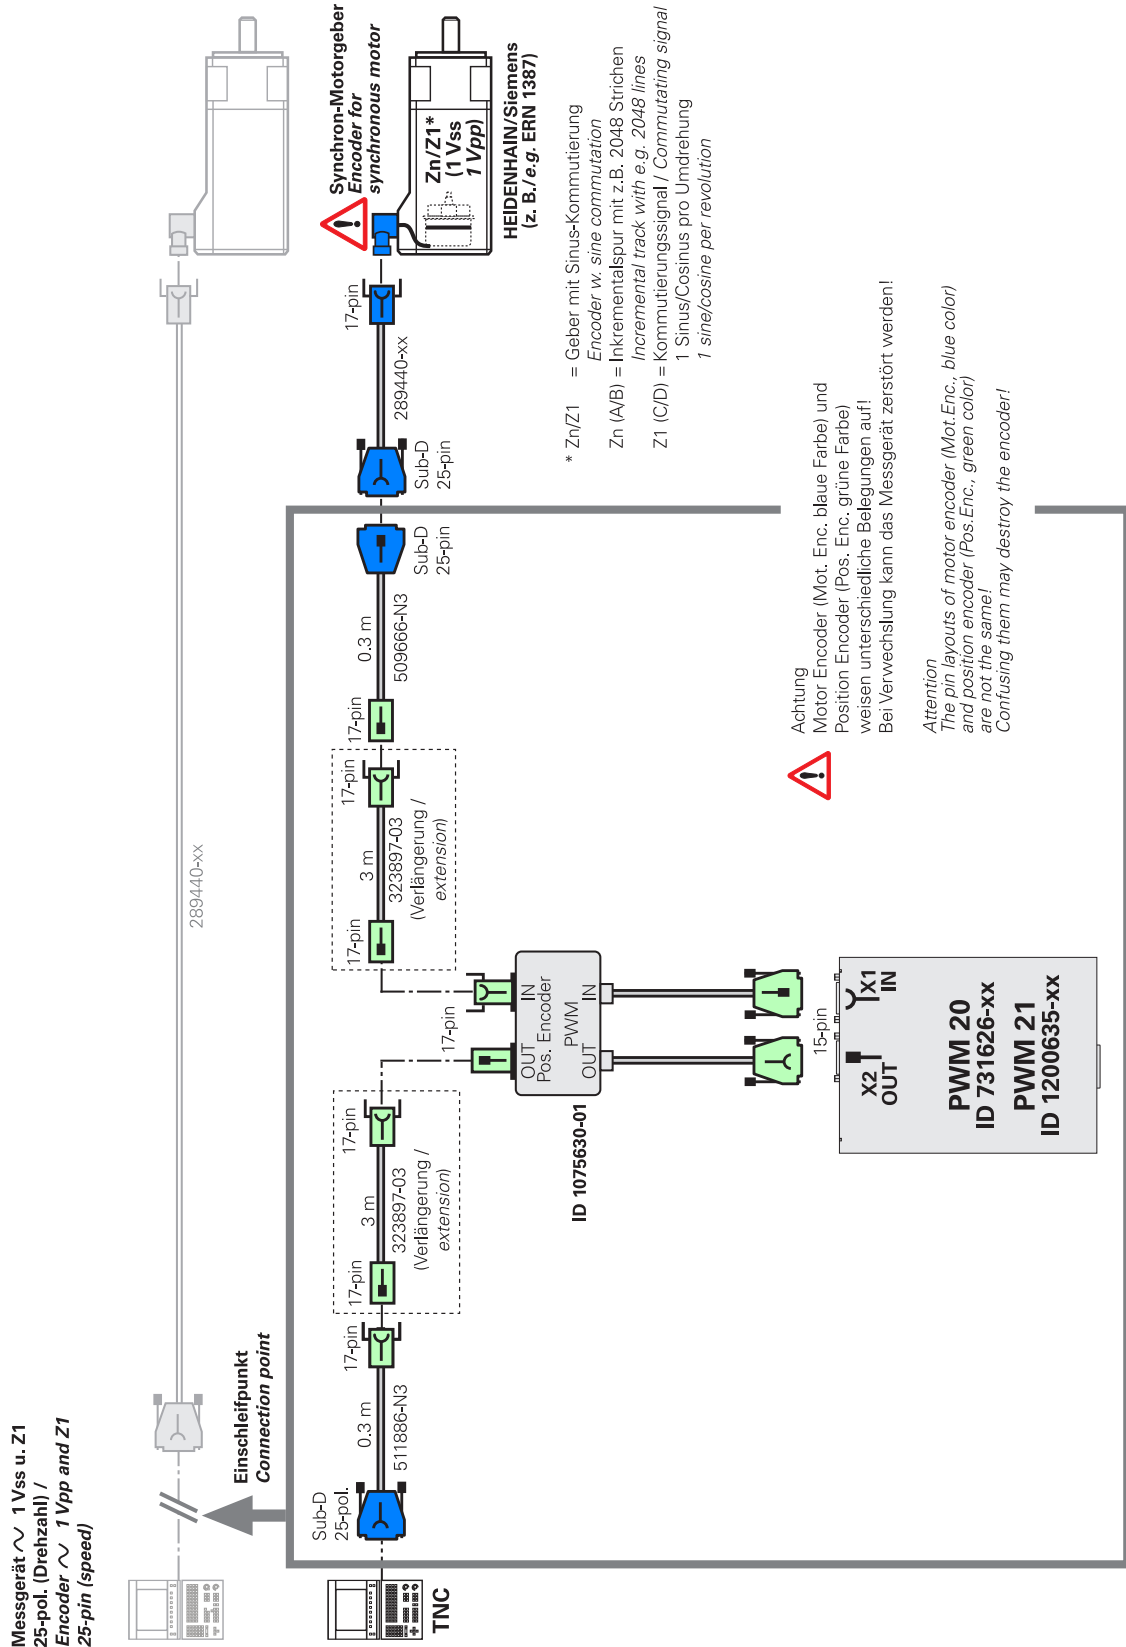 Messgerät ~ 1 Vss u. Z1
25-pol. (Drehzahl) /
Encoder ~ 1 Vpp and Z1
25-pin (speed)
289440-xx
Einschleifpunkt
Connection point
TNC
Sub-D
25-pol.
0.3 m
511886-N3
17-pin
17-pin
3 m
323897-03
(Verlängerung /
extension)
17-pin
17-pin
OUT
IN
Pos. Encoder
PWM
OUT
IN
ID 1075630-01
17-pin
3 m
323897-03
(Verlängerung /
extension)
17-pin
17-pin
0.3 m
509666-N3
Sub-D
25-pin
Sub-D
25-pin
289440-xx
17-pin
Synchron-Motorgeber
Encoder for
synchronous motor
Zn/Z1*
(1 Vss
1 Vpp)
HEIDENHAIN/Siemens
(z. B./e.g. ERN 1387)
* Zn/Z1 = Geber mit Sinus-Kommutierung
Encoder w. sine commutation
Zn (A/B) = Inkrementalspur mit z.B. 2048 Strichen
Incremental track with e.g. 2048 lines
Z1 (C/D) = Kommutierungssignal / Commutating signal
1 Sinus/Cosinus pro Umdrehung
1 sine/cosine per revolution
15-pin
X2
OUT
X1
IN
PWM 20
ID 731626-xx
PWM 21
ID 1200635-xx
Achtung
Motor Encoder (Mot. Enc. blaue Farbe) und
Position Encoder (Pos. Enc. grüne Farbe)
weisen unterschiedliche Belegungen auf!
Bei Verwechslung kann das Messgerät zerstört werden!
Attention
The pin layouts of motor encoder (Mot.Enc., blue color)
and position encoder (Pos.Enc., green color)
are not the same!
Confusing them may destroy the encoder!